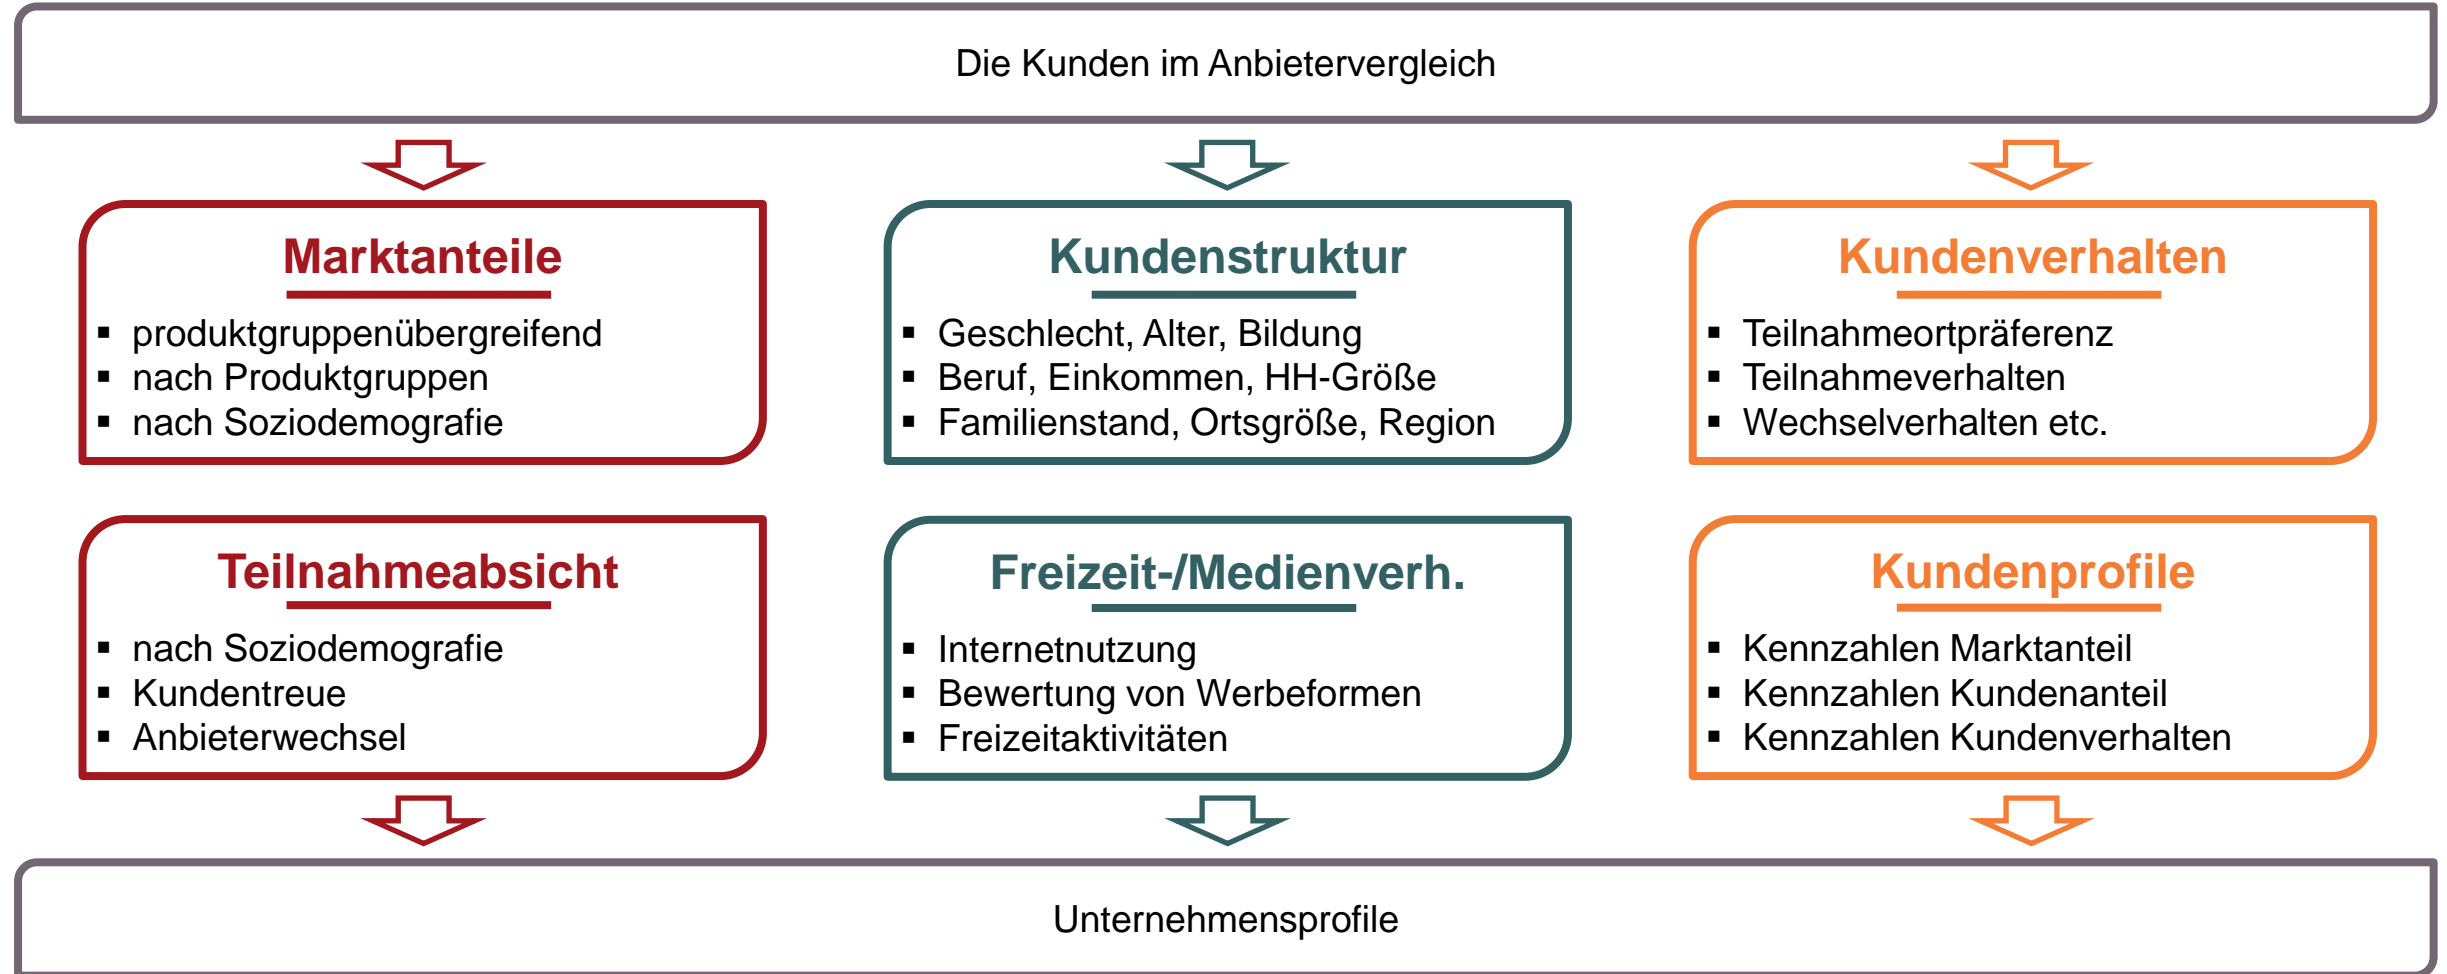 Die Kunden im Anbietervergleich
Marktanteile
▪ produktgruppenübergreifend
▪ nach Produktgruppen
▪ nach Soziodemografie
Kundenstruktur
▪ Geschlecht, Alter, Bildung
▪ Beruf, Einkommen, HH-Größe
▪ Familienstand, Ortsgröße, Region
Kundenverhalten
▪ Teilnahmeortpräferenz
▪ Teilnahmeverhalten
▪ Wechselverhalten etc.
Teilnahmeabsicht
▪ nach Soziodemografie
▪ Kundentreue
▪ Anbieterwechsel
Freizeit-/Medienverh.
▪ Internetnutzung
▪ Bewertung von Werbeformen
▪ Freizeitaktivitäten
Kundenprofile
▪ Kennzahlen Marktanteil
▪ Kennzahlen Kundenanteil
▪ Kennzahlen Kundenverhalten
Unternehmensprofile